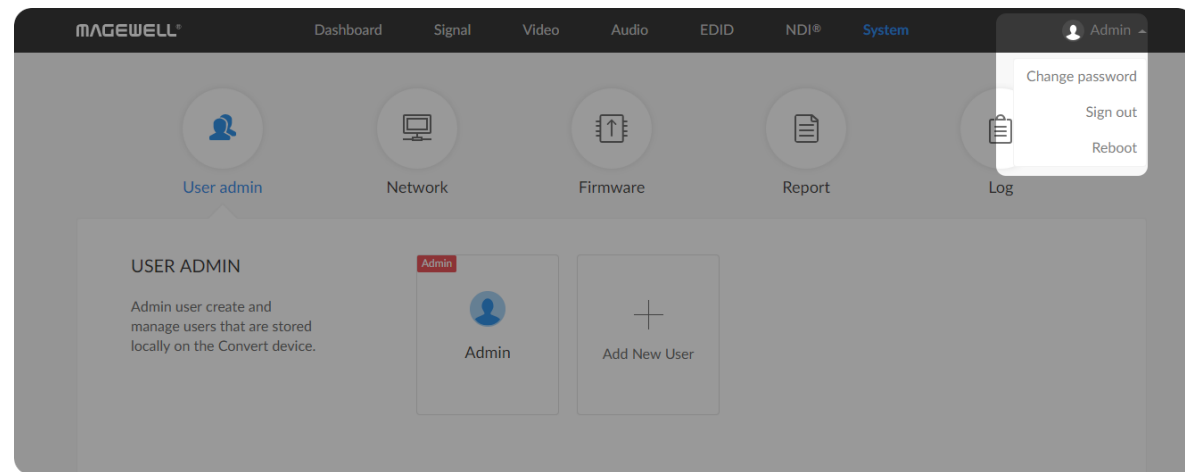 MAGEWELL®
Dashboard Signal Video Audio EDID NDI® System Admin
Change password
Sign out
Reboot
User admin Network Firmware Report Log
USER ADMIN
Admin user create and
manage users that are stored
locally on the Convert device.
Admin
Admin
Add New User